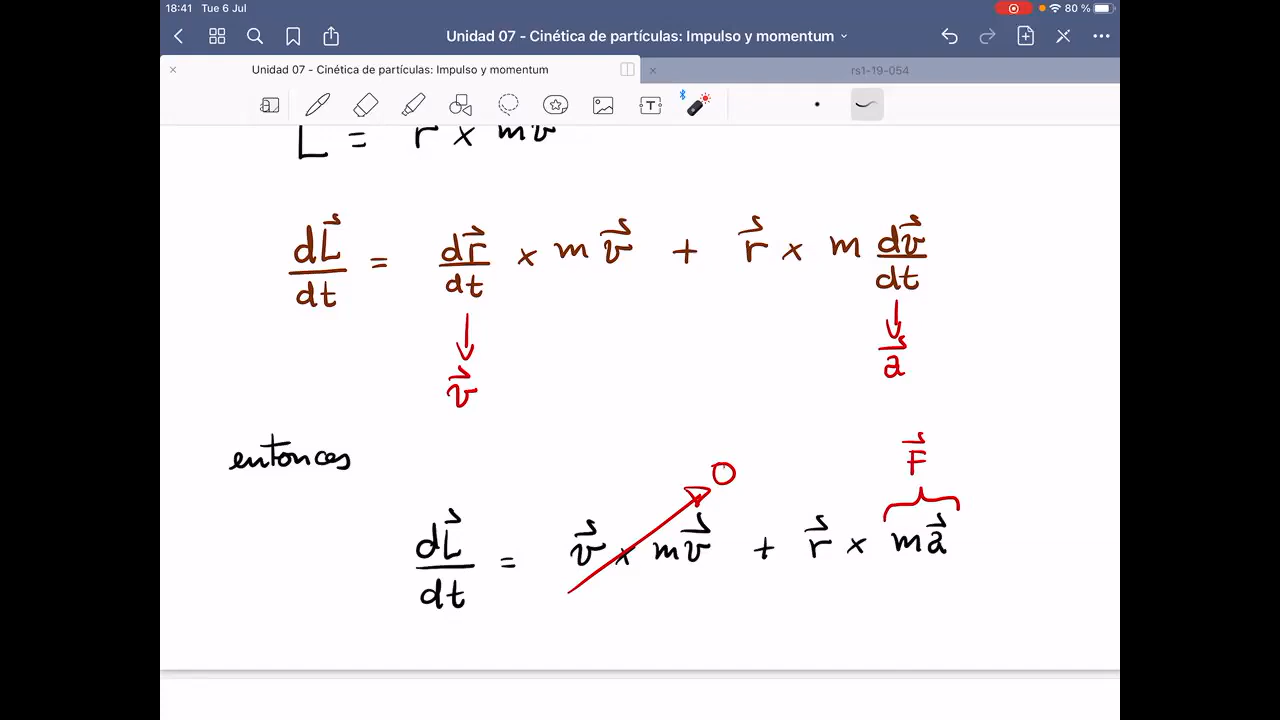 18:41 Tue 6 Jul 80 %
Unidad 07 - Cinética de partículas: Impulso y momentum
Unidad 07 - Cinética de partículas: Impulso y momentum rs1-19-054
L = r × mv
dL⃗/dt = dr⃗/dt × m v⃗ + r⃗ × m dv⃗/dt
v⃗ a⃗
entonces
F⃗
0
dL⃗/dt = v⃗ × mv⃗ + r⃗ × ma⃗